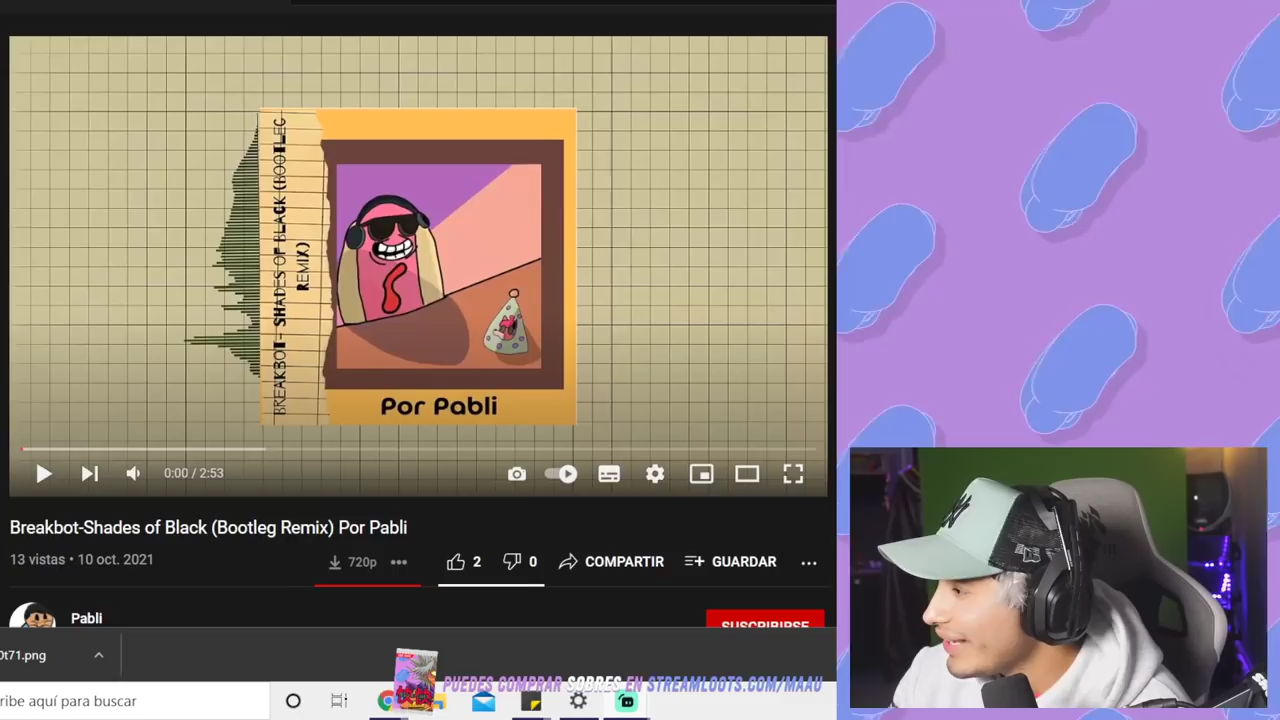 BREAKBOT- SHADES OF BLACK (BOOTLEG
REMIX)
Por Pabli
0:00 / 2:53
Breakbot-Shades of Black (Bootleg Remix) Por Pabli
13 vistas • 10 oct. 2021
720p
2
0
COMPARTIR
GUARDAR
Pabli
SUSCRIBIRSE
0t71.png
PUEDES COMPRAR SOBRES EN STREAMLOOTS.COM/MAAU
ribe aquí para buscar